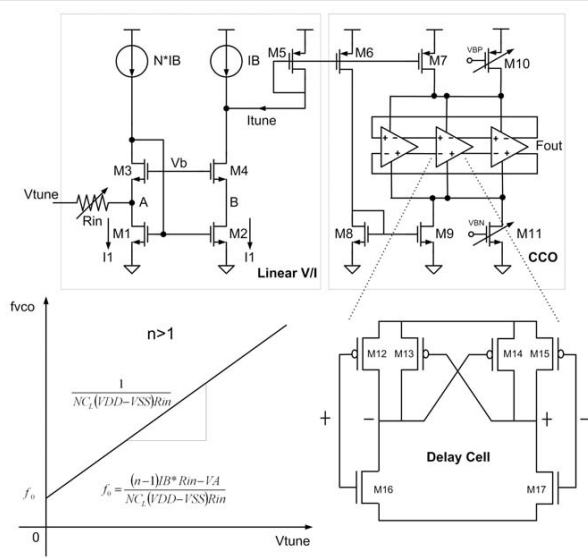 N*IB
IB
M5
M6
M7
VBP
M10
Itune
Fout
M3
Vb
M4
Vtune
Rin
A
B
M1
M2
I1
I1
Linear V/I
M8
M9
VBN
M11
CCO
+ - - +
+ - - +
+ - - +
fvco
n>1
1
NC_L(VDD−VSS)Rin
f₀
f₀ = (n−1)IB* Rin−VA
NC_L(VDD−VSS)Rin
0
Vtune
M12
M13
M14
M15
+
−
+
−
Delay Cell
M16
M17